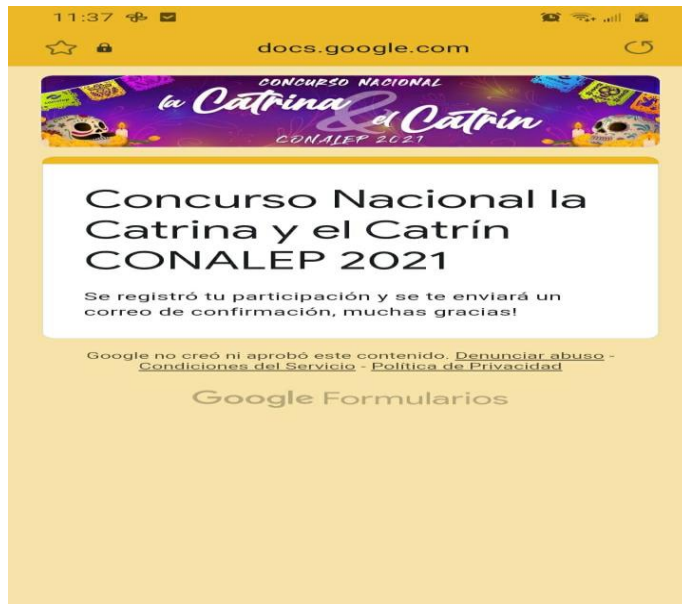 11:37
docs.google.com
CONCURSO NACIONAL
la Catrina & el Catrín
CONALEP 2021
Concurso Nacional la
Catrina y el Catrín
CONALEP 2021
Se registró tu participación y se te enviará un
correo de confirmación, muchas gracias!
Google no creó ni aprobó este contenido. Denunciar abuso -
Condiciones del Servicio - Política de Privacidad
Google Formularios